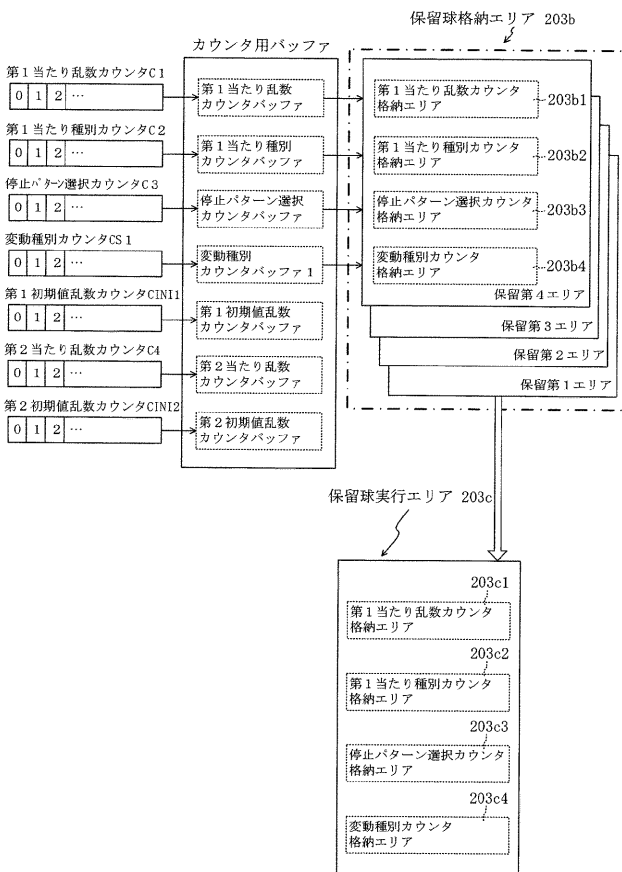 保留球格納エリア 203b
カウンタ用バッファ
第1当たり乱数カウンタC1
0 1 2 …
第1当たり種別カウンタC2
0 1 2 …
停止パターン選択カウンタC3
0 1 2 …
変動種別カウンタCS1
0 1 2 …
第1初期値乱数カウンタCINI1
0 1 2 …
第2当たり乱数カウンタC4
0 1 2 …
第2初期値乱数カウンタCINI2
0 1 2 …
第1当たり乱数
カウンタバッファ
第1当たり種別
カウンタバッファ
停止パターン選択
カウンタバッファ
変動種別
カウンタバッファ1
第1初期値乱数
カウンタバッファ
第2当たり乱数
カウンタバッファ
第2初期値乱数
カウンタバッファ
第1当たり乱数カウンタ
格納エリア
203b1
第1当たり種別カウンタ
格納エリア
203b2
停止パターン選択カウンタ
格納エリア
203b3
変動種別カウンタ
格納エリア
203b4
保留第4エリア
保留第3エリア
保留第2エリア
保留第1エリア
保留球実行エリア 203c
203c1
第1当たり乱数カウンタ
格納エリア
203c2
第1当たり種別カウンタ
格納エリア
203c3
停止パターン選択カウンタ
格納エリア
203c4
変動種別カウンタ
格納エリア